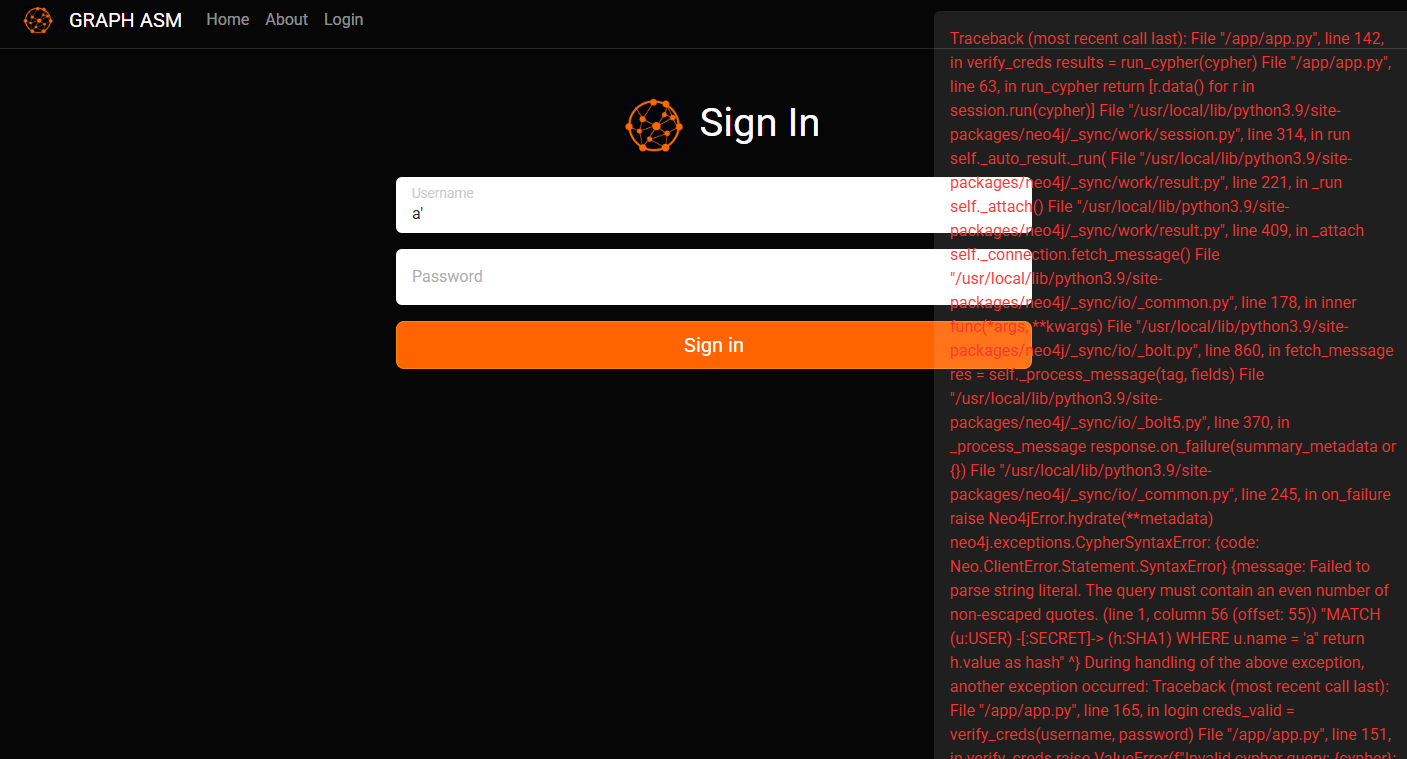 GRAPH ASM Home About Login
Sign In
Username
a'
Password
Sign in
Traceback (most recent call last): File "/app/app.py", line 142,
in verify_creds results = run_cypher(cypher) File "/app/app.py",
line 63, in run_cypher return [r.data() for r in
session.run(cypher)] File "/usr/local/lib/python3.9/site-
packages/neo4j/_sync/work/session.py", line 314, in run
self._auto_result._run( File "/usr/local/lib/python3.9/site-
packages/neo4j/_sync/work/result.py", line 221, in _run
self._attach() File "/usr/local/lib/python3.9/site-
packages/neo4j/_sync/work/result.py", line 409, in _attach
self._connection.fetch_message() File
"/usr/local/lib/python3.9/site-
packages/neo4j/_sync/io/_common.py", line 178, in inner
func(*args, **kwargs) File "/usr/local/lib/python3.9/site-
packages/neo4j/_sync/io/_bolt.py", line 860, in fetch_message
res = self._process_message(tag, fields) File
"/usr/local/lib/python3.9/site-
packages/neo4j/_sync/io/_bolt5.py", line 370, in
_process_message response.on_failure(summary_metadata or
{}) File "/usr/local/lib/python3.9/site-
packages/neo4j/_sync/io/_common.py", line 245, in on_failure
raise Neo4jError.hydrate(**metadata)
neo4j.exceptions.CypherSyntaxError: {code:
Neo.ClientError.Statement.SyntaxError} {message: Failed to
parse string literal. The query must contain an even number of
non-escaped quotes. (line 1, column 56 (offset: 55)) "MATCH
(u:USER) -[:SECRET]-> (h:SHA1) WHERE u.name = 'a'' return
h.value as hash" ^} During handling of the above exception,
another exception occurred: Traceback (most recent call last):
File "/app/app.py", line 165, in login creds_valid =
verify_creds(username, password) File "/app/app.py", line 151,
in verify_creds raise ValueError(f"Invalid cypher query: {cypher}: